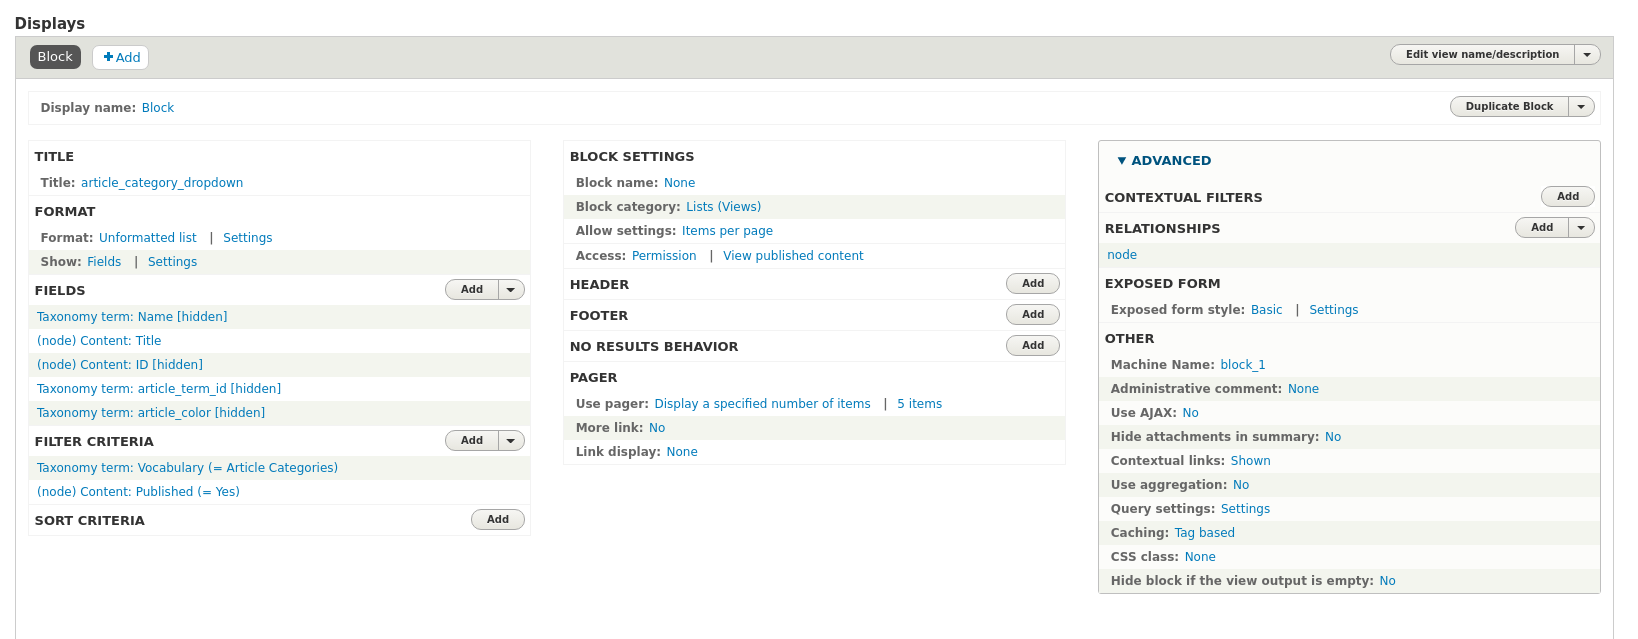 Displays
Block
Add
Edit view name/description
Display name: Block
Duplicate Block
TITLE
Title: article_category_dropdown
FORMAT
Format: Unformatted list | Settings
Show: Fields | Settings
FIELDS
Add
Taxonomy term: Name [hidden]
(node) Content: Title
(node) Content: ID [hidden]
Taxonomy term: article_term_id [hidden]
Taxonomy term: article_color [hidden]
FILTER CRITERIA
Add
Taxonomy term: Vocabulary (= Article Categories)
(node) Content: Published (= Yes)
SORT CRITERIA
Add
BLOCK SETTINGS
Block name: None
Block category: Lists (Views)
Allow settings: Items per page
Access: Permission | View published content
HEADER
Add
FOOTER
Add
NO RESULTS BEHAVIOR
Add
PAGER
Use pager: Display a specified number of items | 5 items
More link: No
Link display: None
ADVANCED
CONTEXTUAL FILTERS
Add
RELATIONSHIPS
Add
node
EXPOSED FORM
Exposed form style: Basic | Settings
OTHER
Machine Name: block_1
Administrative comment: None
Use AJAX: No
Hide attachments in summary: No
Contextual links: Shown
Use aggregation: No
Query settings: Settings
Caching: Tag based
CSS class: None
Hide block if the view output is empty: No